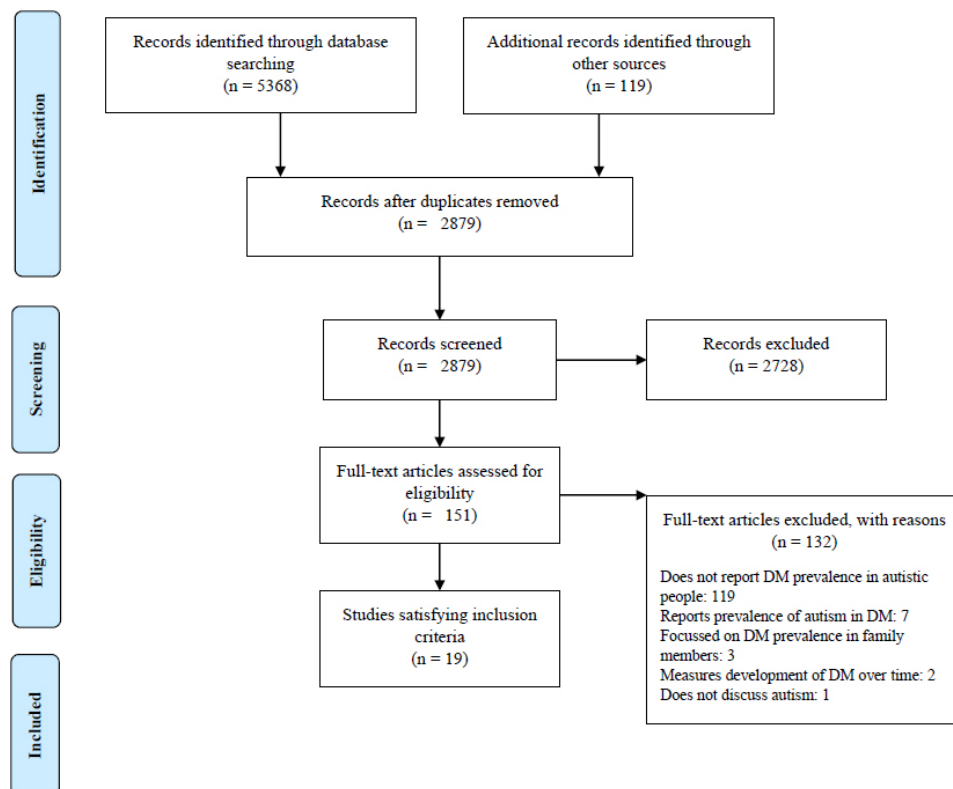 Identification
Records identified through database
searching
(n = 5368)
Additional records identified through
other sources
(n = 119)
Records after duplicates removed
(n = 2879)
Screening
Records screened
(n = 2879)
Records excluded
(n = 2728)
Eligibility
Full-text articles assessed for
eligibility
(n = 151)
Full-text articles excluded, with reasons
(n = 132)
Does not report DM prevalence in autistic
people: 119
Reports prevalence of autism in DM: 7
Focussed on DM prevalence in family
members: 3
Measures development of DM over time: 2
Does not discuss autism: 1
Studies satisfying inclusion
criteria
(n = 19)
Included